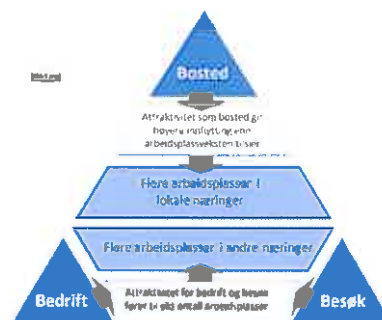 Bosted
Attraktivitet som bosted gir
høyere innflytting enn
arbeidsplassveksten tilsier
Flere arbeidsplasser i
lokale næringer
Flere arbeidsplasser i andre næringer
Bedrift
Attraktivitet for bedrift og besøk
fører til økt antall arbeidsplasser
Besøk